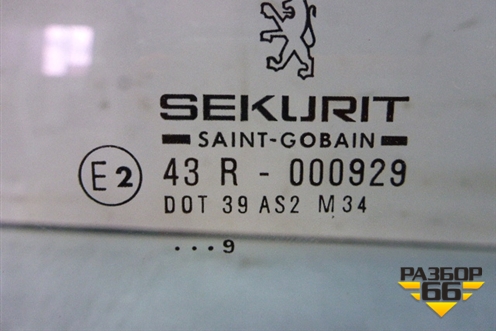 SEKURIT
SAINT-GOBAIN
E2 43 R - 000929
DOT 39 AS2 M34
...9
РАЗБОР
66